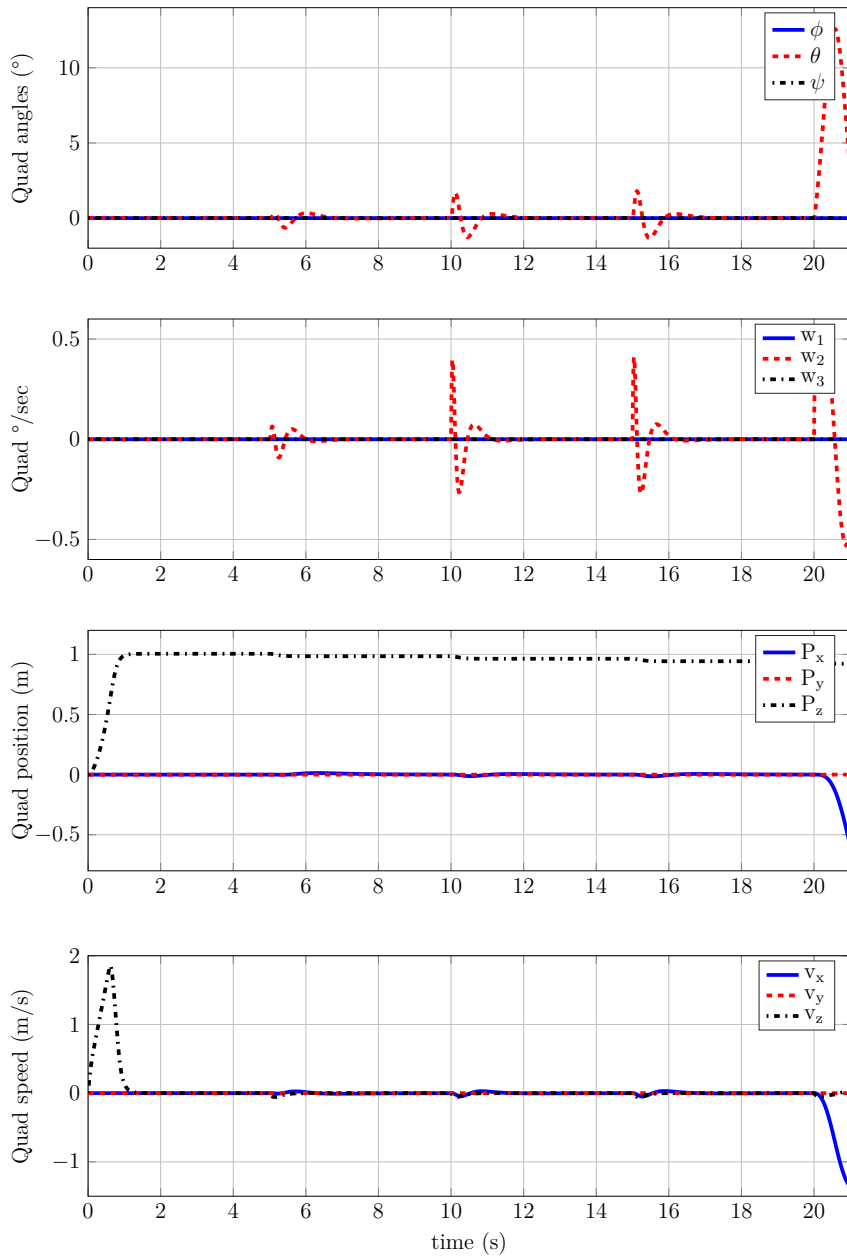 Quad angles (°)
10
5
0
ϕ
θ
ψ
0 2 4 6 8 10 12 14 16 18 20
Quad °/sec
0.5
0
−0.5
w1
w2
w3
0 2 4 6 8 10 12 14 16 18 20
Quad position (m)
1
0.5
0
−0.5
Px
Py
Pz
0 2 4 6 8 10 12 14 16 18 20
Quad speed (m/s)
2
1
0
−1
vx
vy
vz
0 2 4 6 8 10 12 14 16 18 20
time (s)